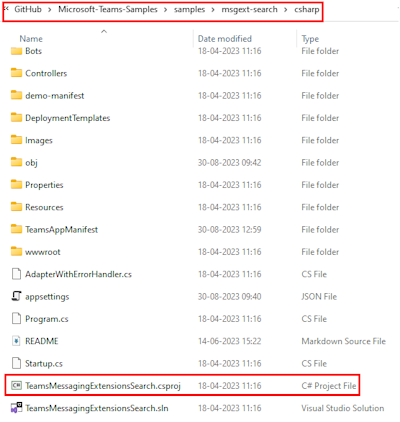 GitHub > Microsoft-Teams-Samples > samples > msgext-search > csharp
Name Date modified Type
Bots 18-04-2023 11:16 File folder
Controllers 18-04-2023 11:16 File folder
demo-manifest 18-04-2023 11:16 File folder
DeploymentTemplates 18-04-2023 11:16 File folder
Images 18-04-2023 11:16 File folder
obj 30-08-2023 09:42 File folder
Properties 18-04-2023 11:16 File folder
Resources 18-04-2023 11:16 File folder
TeamsAppManifest 30-08-2023 12:59 File folder
wwwroot 18-04-2023 11:16 File folder
AdapterWithErrorHandler.cs 18-04-2023 11:16 CS File
appsettings 30-08-2023 09:40 JSON File
Program.cs 18-04-2023 11:16 CS File
README 14-06-2023 15:22 Markdown Source File
Startup.cs 18-04-2023 11:16 CS File
TeamsMessagingExtensionsSearch.csproj 18-04-2023 11:16 C# Project File
TeamsMessagingExtensionsSearch.sln 18-04-2023 11:16 Visual Studio Solution